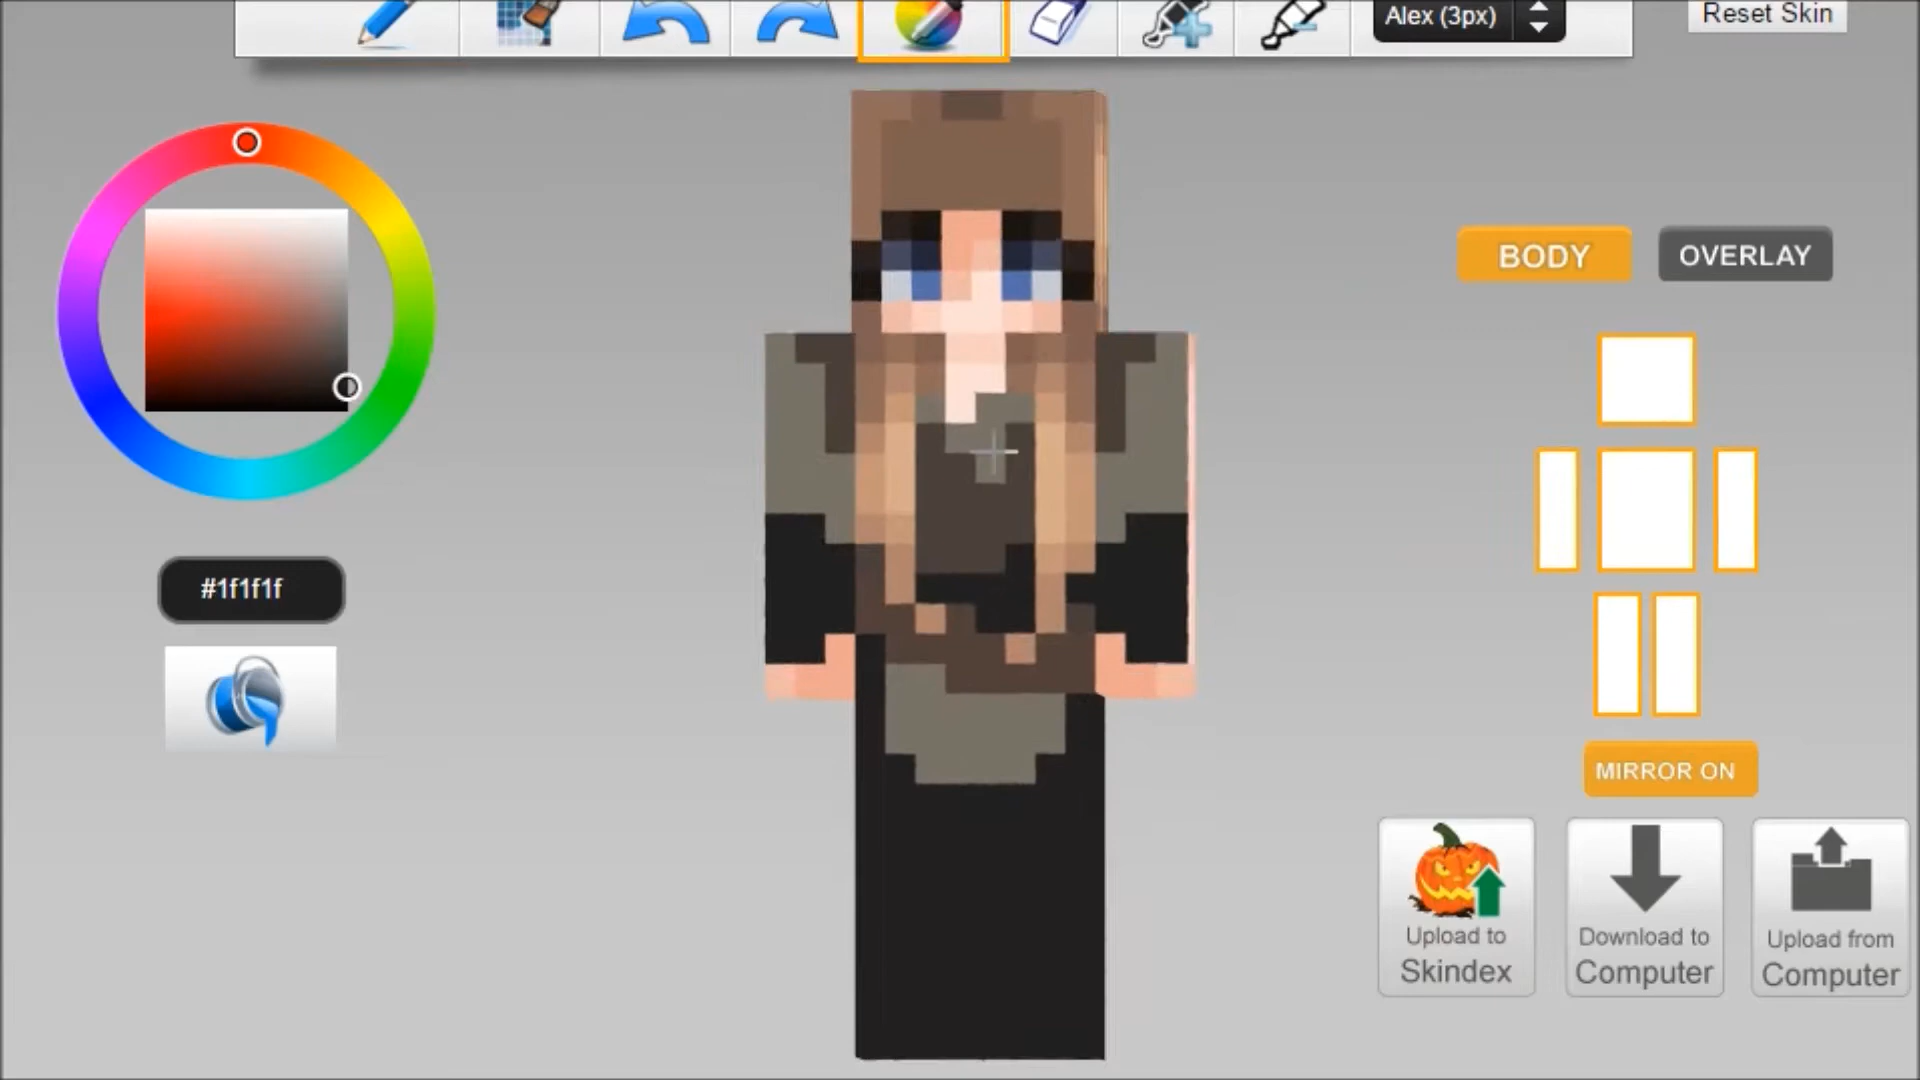 Alex (3px)
Reset Skin
BODY
OVERLAY
#1f1f1f
MIRROR ON
Upload to
Skindex
Download to
Computer
Upload from
Computer